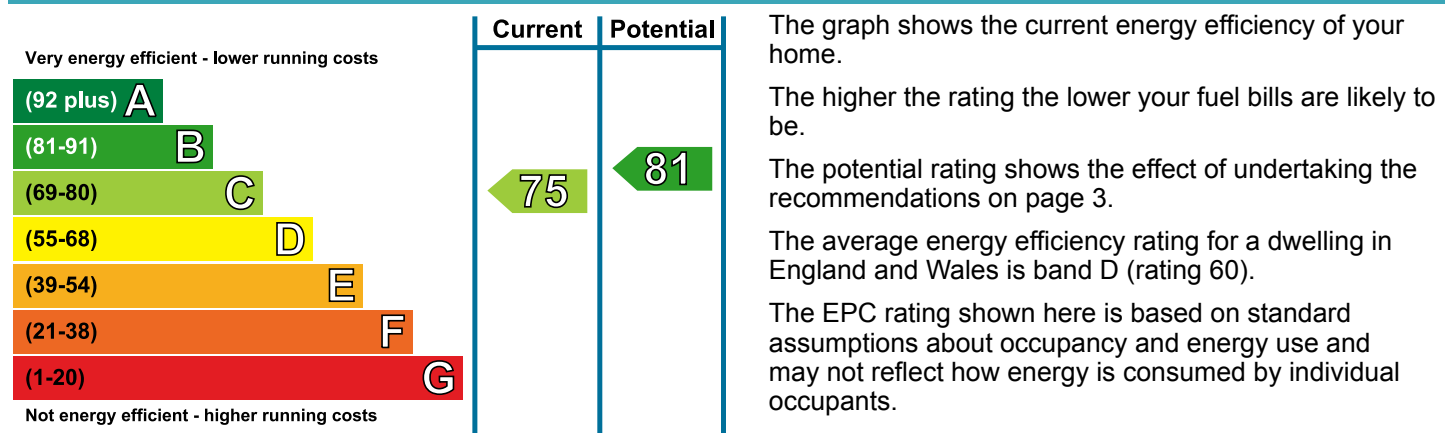 Current Potential
Very energy efficient - lower running costs
(92 plus) A
(81-91) B
(69-80) C
(55-68) D
(39-54) E
(21-38) F
(1-20) G
Not energy efficient - higher running costs
75
81
The graph shows the current energy efficiency of your
home.
The higher the rating the lower your fuel bills are likely to
be.
The potential rating shows the effect of undertaking the
recommendations on page 3.
The average energy efficiency rating for a dwelling in
England and Wales is band D (rating 60).
The EPC rating shown here is based on standard
assumptions about occupancy and energy use and
may not reflect how energy is consumed by individual
occupants.